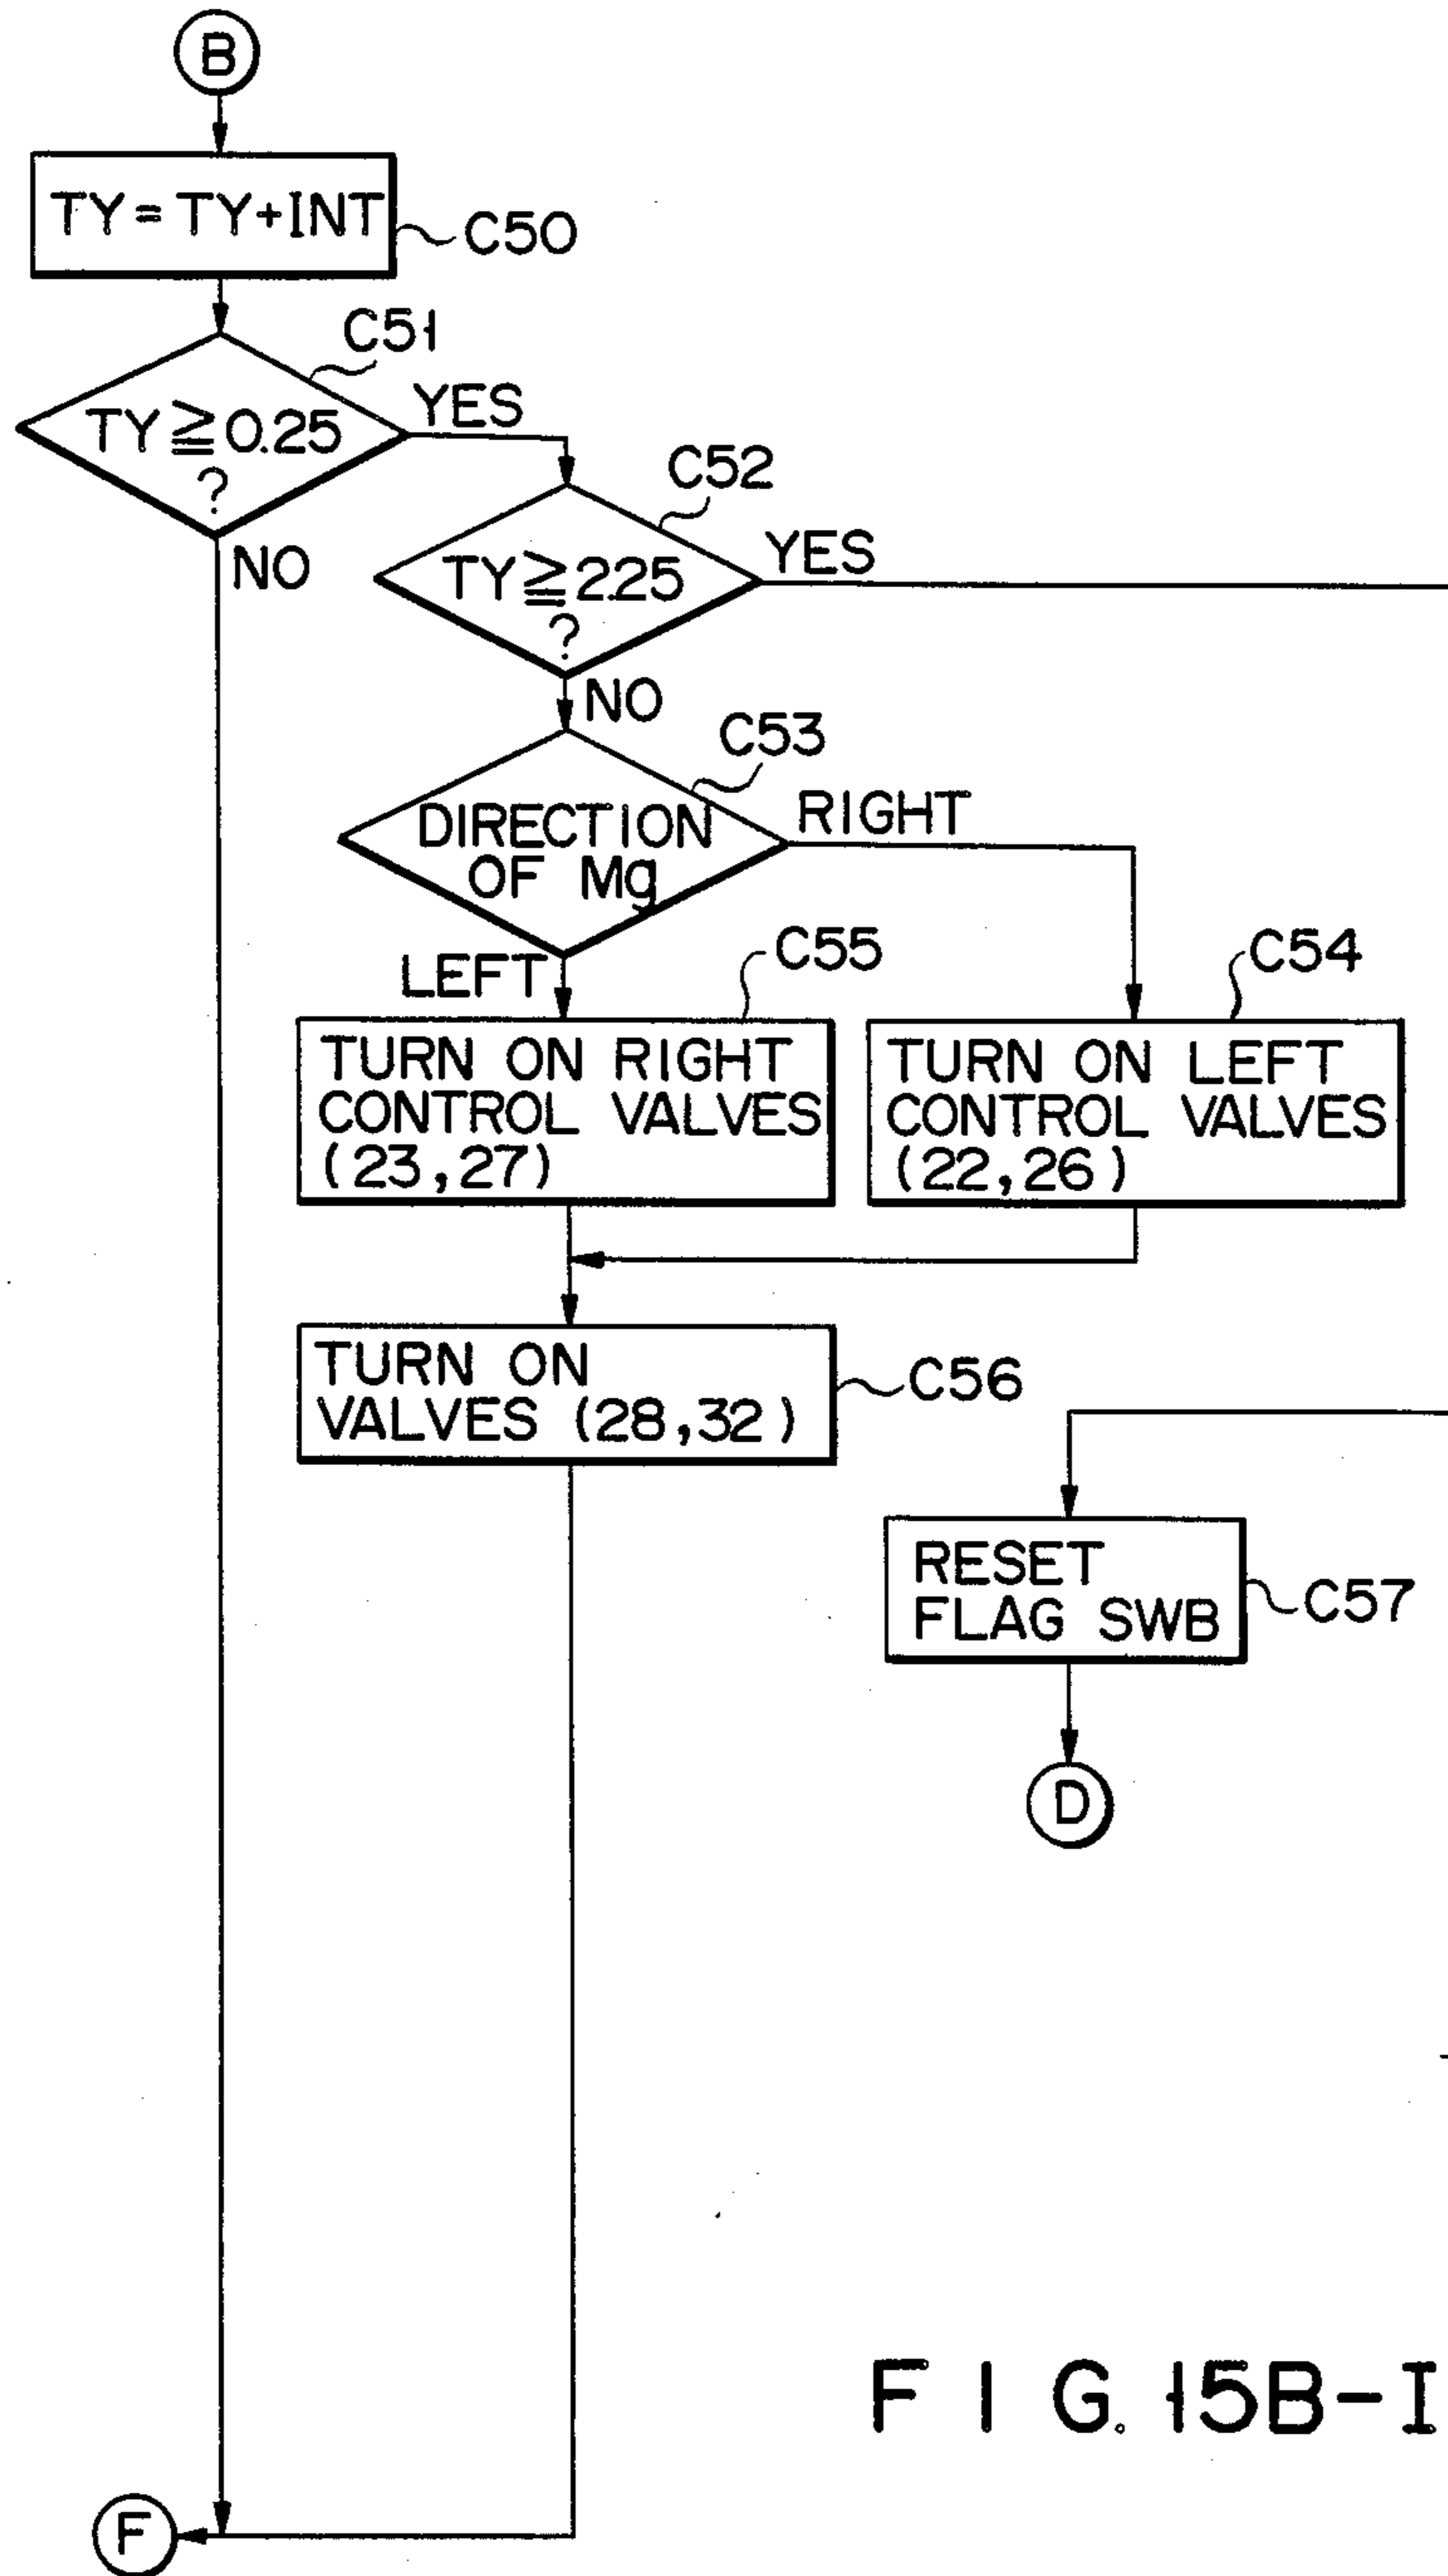 B
TY = TY+INT
C50
C51
TY ≧ 0.25
?
YES
NO
C52
TY ≧ 2.25
?
YES
NO
C53
DIRECTION
OF Mg
RIGHT
LEFT
C55
TURN ON RIGHT
CONTROL VALVES
(23,27)
C54
TURN ON LEFT
CONTROL VALVES
(22,26)
TURN ON
VALVES (28,32)
C56
RESET
FLAG SWB
C57
D
F
FIG. 15B-I